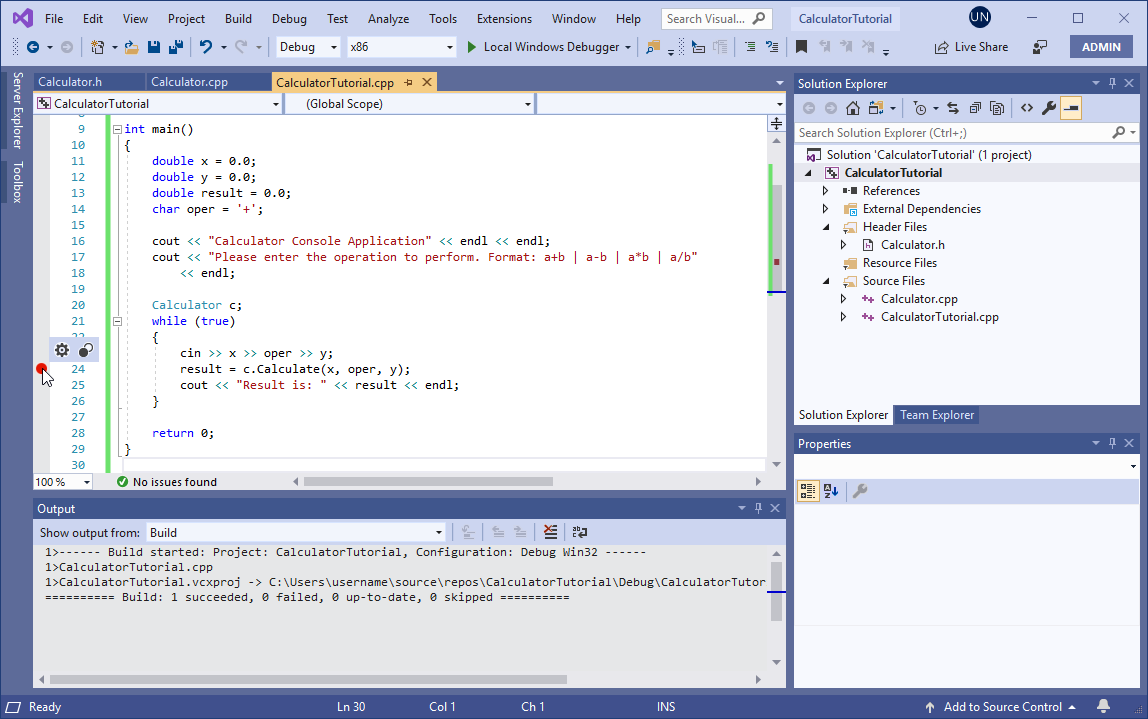 File Edit View Project Build Debug Test Analyze Tools Extensions Window Help Search Visual... CalculatorTutorial UN
Debug x86 Local Windows Debugger Live Share ADMIN
Server Explorer
Toolbox
Calculator.h Calculator.cpp CalculatorTutorial.cpp
CalculatorTutorial (Global Scope)
9 int main()
10 {
11 double x = 0.0;
12 double y = 0.0;
13 double result = 0.0;
14 char oper = '+';
15
16 cout << "Calculator Console Application" << endl << endl;
17 cout << "Please enter the operation to perform. Format: a+b | a-b | a*b | a/b"
18 << endl;
19
20 Calculator c;
21 while (true)
{
cin >> x >> oper >> y;
24 result = c.Calculate(x, oper, y);
25 cout << "Result is: " << result << endl;
26 }
27
28 return 0;
29 }
30
100 % No issues found
Output
Show output from: Build
1>------ Build started: Project: CalculatorTutorial, Configuration: Debug Win32 ------
1>CalculatorTutorial.cpp
1>CalculatorTutorial.vcxproj -> C:\Users\username\source\repos\CalculatorTutorial\Debug\CalculatorTutor
========== Build: 1 succeeded, 0 failed, 0 up-to-date, 0 skipped ==========
Solution Explorer
Search Solution Explorer (Ctrl+;)
Solution 'CalculatorTutorial' (1 project)
CalculatorTutorial
References
External Dependencies
Header Files
Calculator.h
Resource Files
Source Files
Calculator.cpp
CalculatorTutorial.cpp
Solution Explorer Team Explorer
Properties
Ready Ln 30 Col 1 Ch 1 INS Add to Source Control